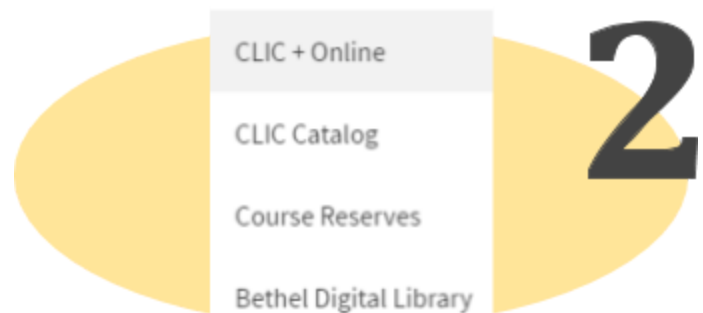 CLIC + Online
2
CLIC Catalog
Course Reserves
Bethel Digital Library